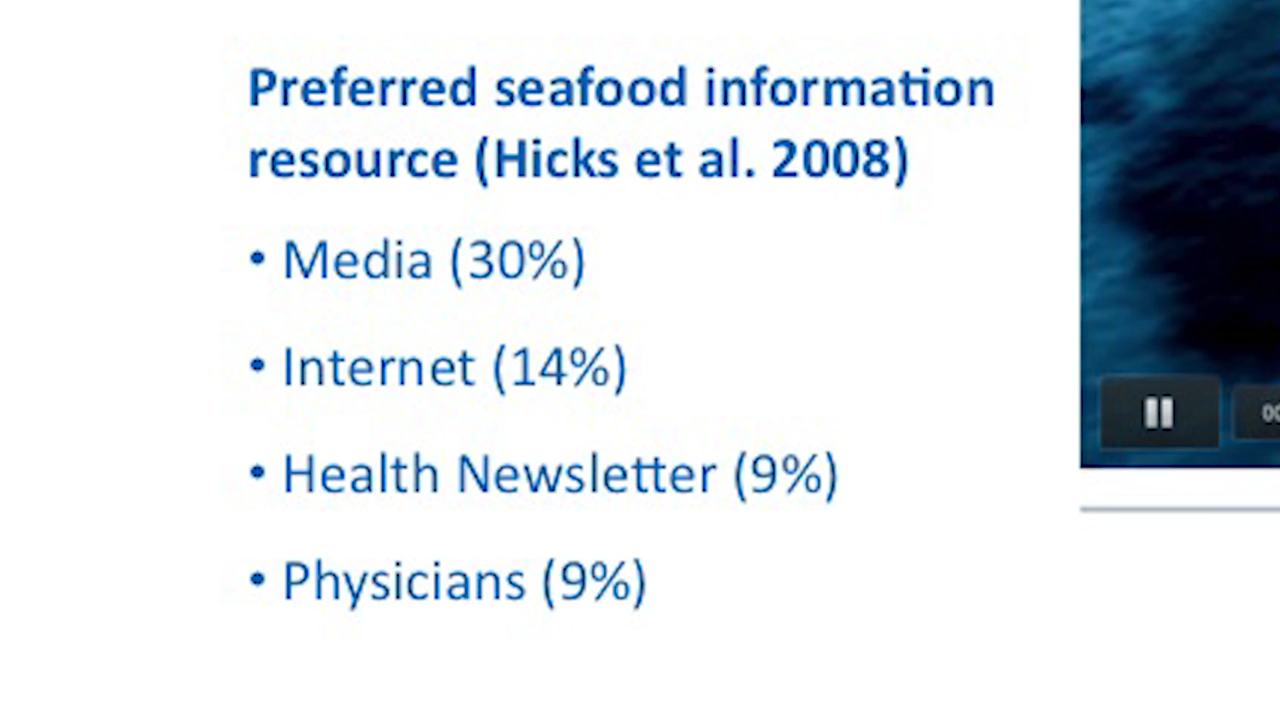 Preferred seafood information
resource (Hicks et al. 2008)
• Media (30%)
• Internet (14%)
• Health Newsletter (9%)
• Physicians (9%)